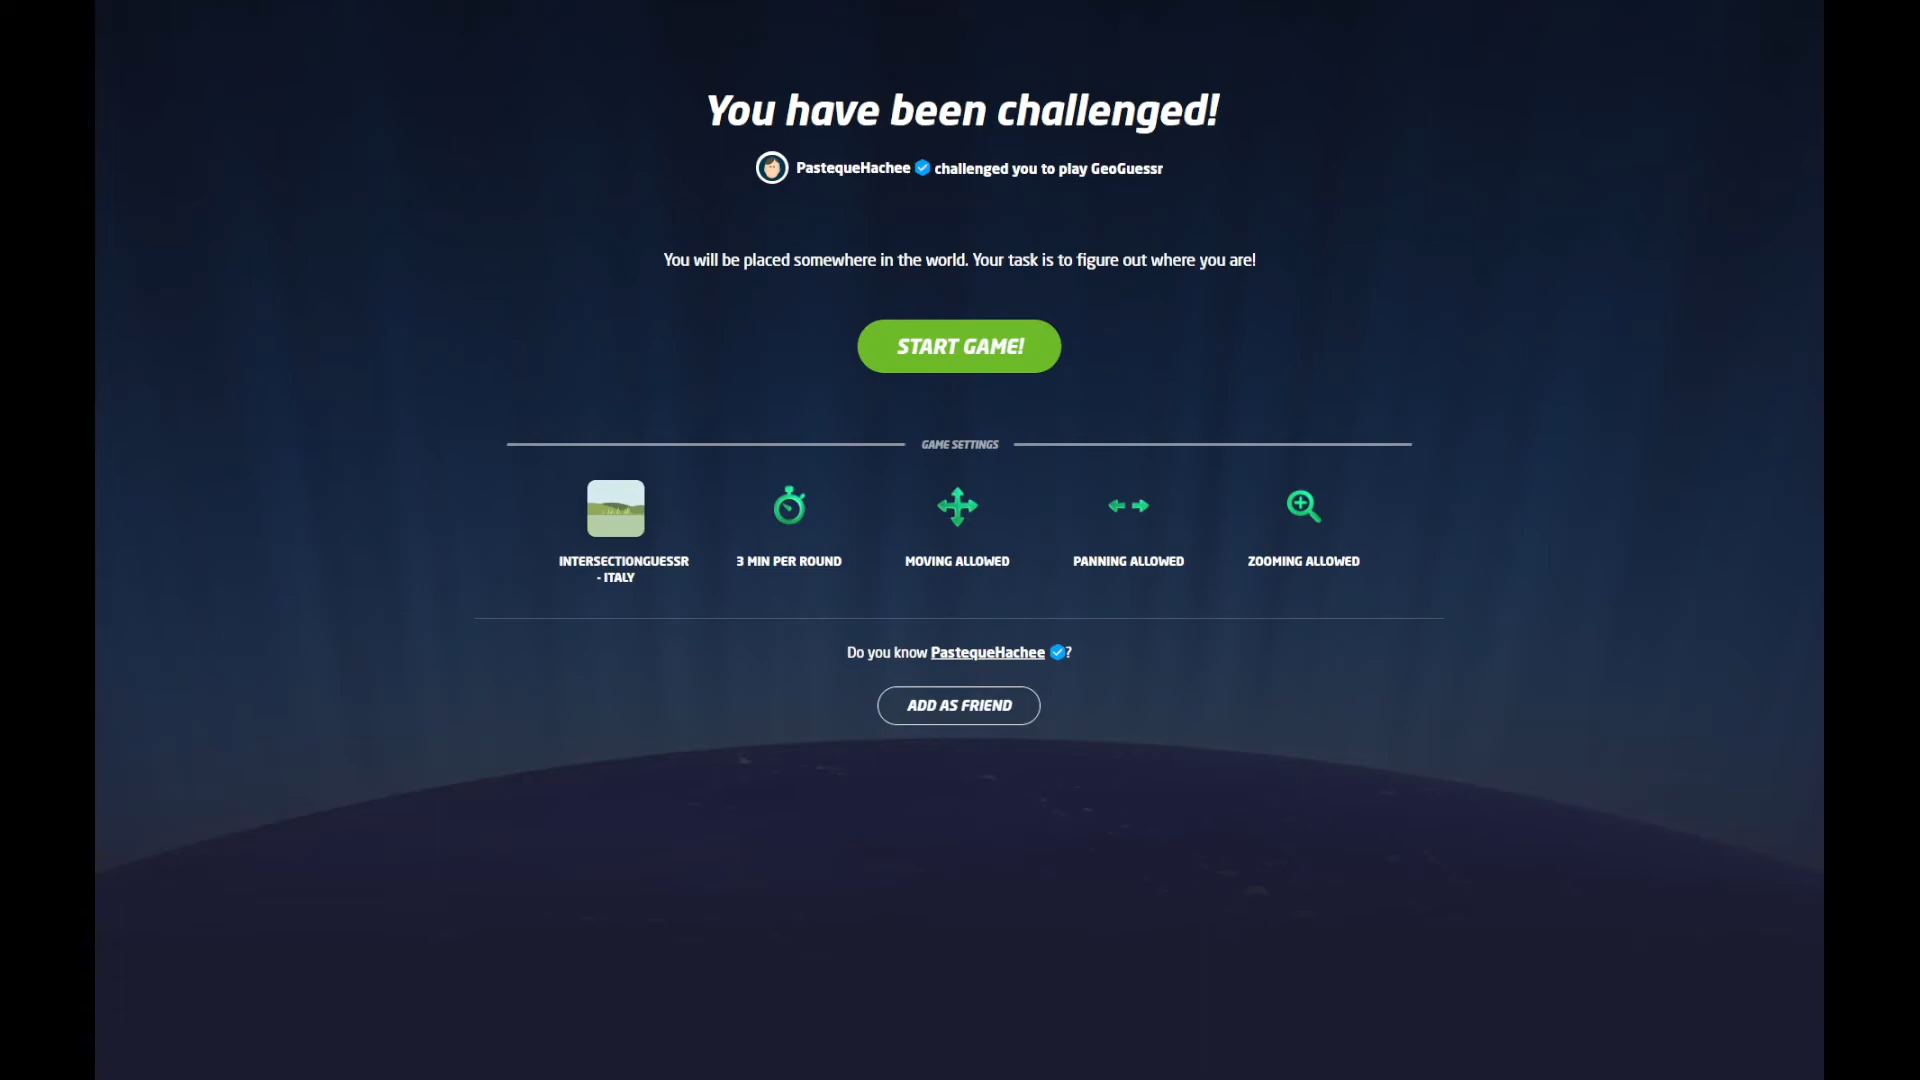 You have been challenged!
PastequeHachee challenged you to play GeoGuessr
You will be placed somewhere in the world. Your task is to figure out where you are!
START GAME!
GAME SETTINGS
INTERSECTIONGUESSR
- ITALY
3 MIN PER ROUND
MOVING ALLOWED
PANNING ALLOWED
ZOOMING ALLOWED
Do you know PastequeHachee ?
ADD AS FRIEND